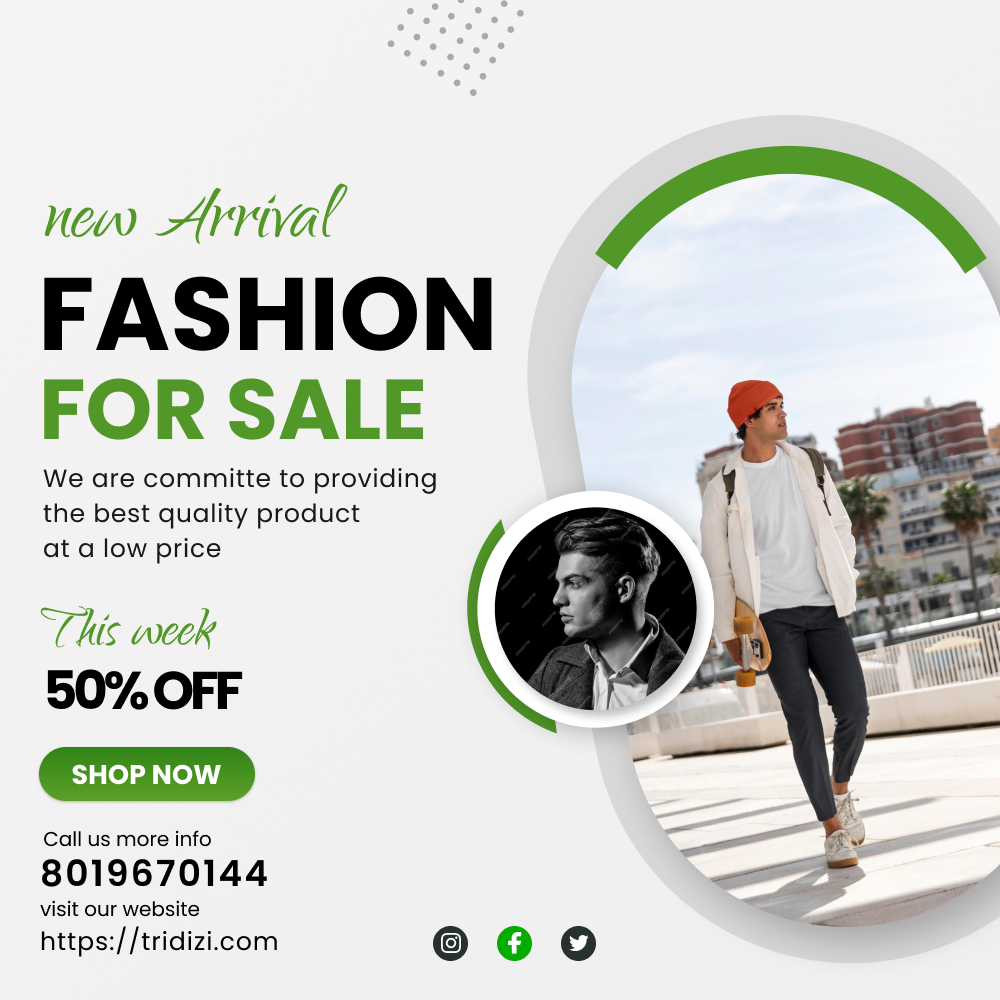 new Arrival
FASHION
FOR SALE
We are committe to providing
the best quality product
at a low price
This week
50% OFF
SHOP NOW
Call us more info
8019670144
visit our website
https://tridizi.com